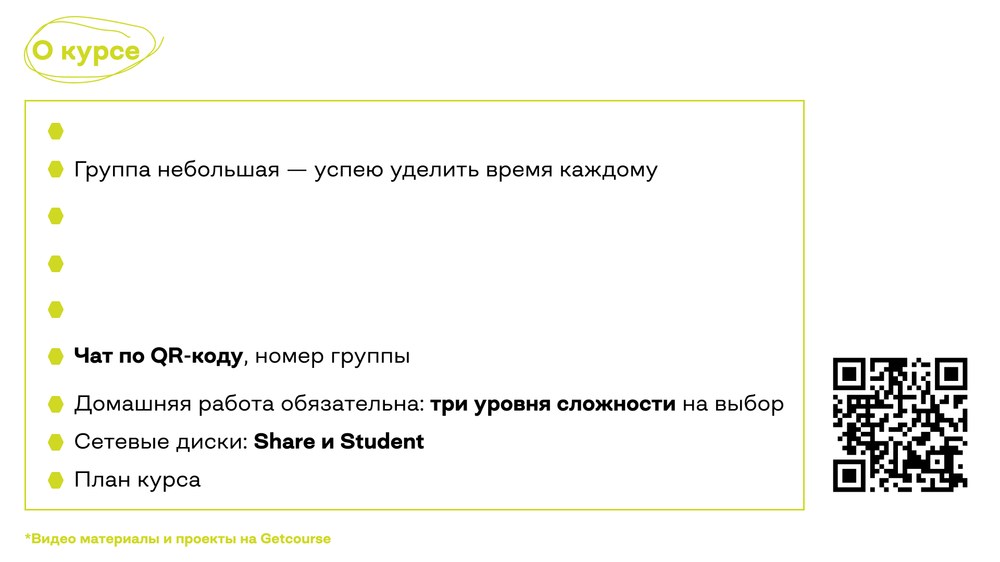 О курсе
Группа небольшая — успею уделить время каждому
Чат по QR-коду, номер группы
Домашняя работа обязательна: три уровня сложности на выбор
Сетевые диски: Share и Student
План курса
*Видео материалы и проекты на Getcourse